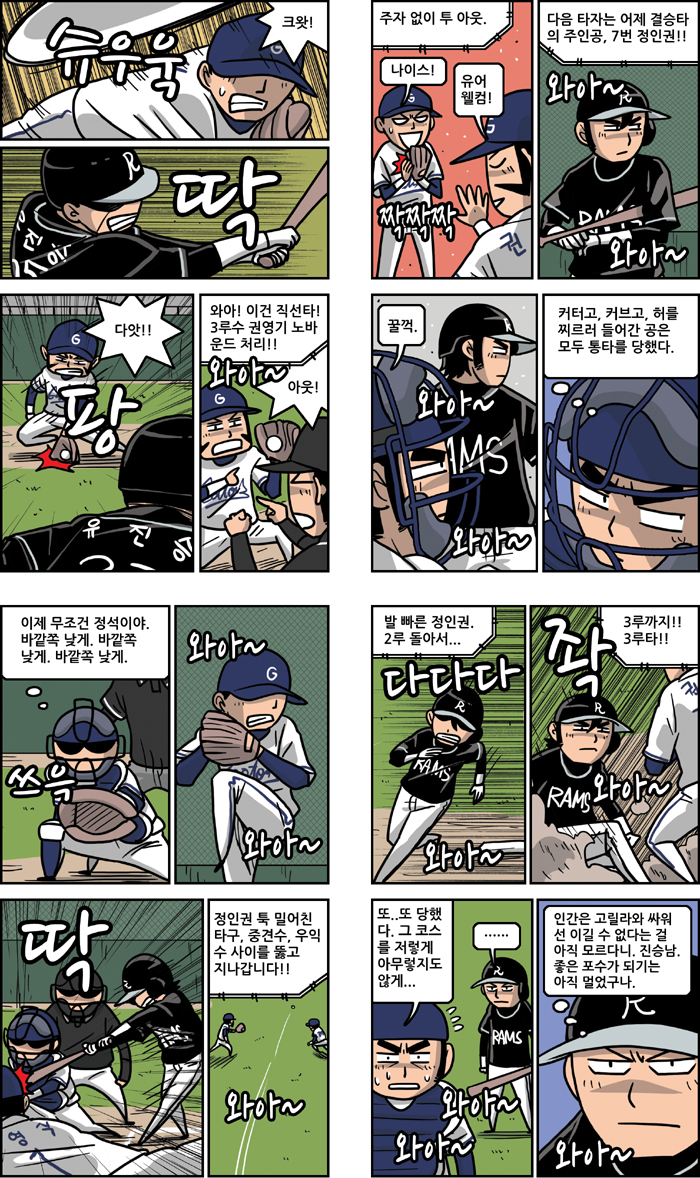 크왓!
슈우욱
R
유진우
딱
다앗!!
G
팡
유진우
와아! 이건 직선타!
3루수 권영기 노바
운드 처리!!
와아~
아웃!
G
주자 없이 투 아웃.
나이스!
유어
웰컴!
G
짝짝짝
권
다음 타자는 어제 결승타
의 주인공, 7번 정인권!!
와아~
R
RAMS
와아~
꿀꺽.
R
와아~
RAMS
와아~
커터고, 커브고, 허를
찌르러 들어간 공은
모두 통타를 당했다.
이제 무조건 정석이야.
바깥쪽 낮게. 바깥쪽
낮게. 바깥쪽 낮게.
쓰윽
와아~
G
와아~
딱
정인권 툭 밀어친
타구, 중견수, 우익
수 사이를 뚫고
지나갑니다!!
와아~
발 빠른 정인권.
2루 돌아서...
다다다
R
RAMS
와아~
3루까지!!
3루타!!
좍
R
RAMS
와아~
권
또..또 당했
다. 그 코스
를 저렇게
아무렇지도
않게...
......
R
RAMS
와아~
와아~
인간은 고릴라와 싸워
선 이길 수 없다는 걸
아직 모르다니. 진승남.
좋은 포수가 되기는
아직 멀었구나.
R
와아~